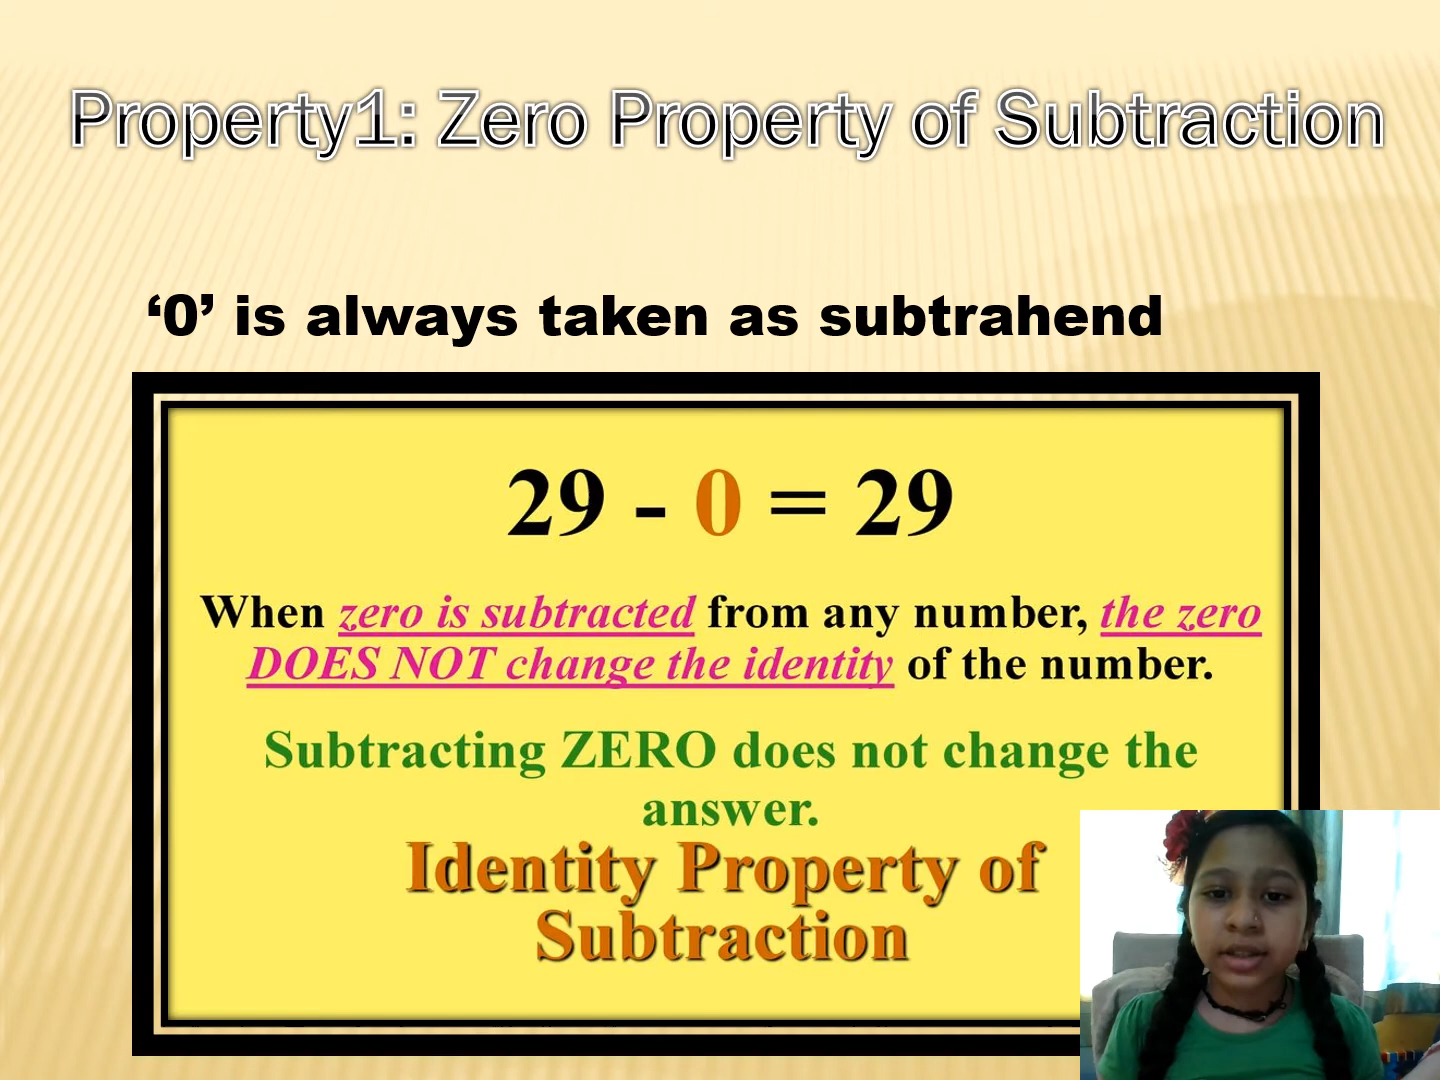 Property1: Zero Property of Subtraction
‘0’ is always taken as subtrahend
29 - 0 = 29
When zero is subtracted from any number, the zero
DOES NOT change the identity of the number.
Subtracting ZERO does not change the
answer.
Identity Property of
Subtraction